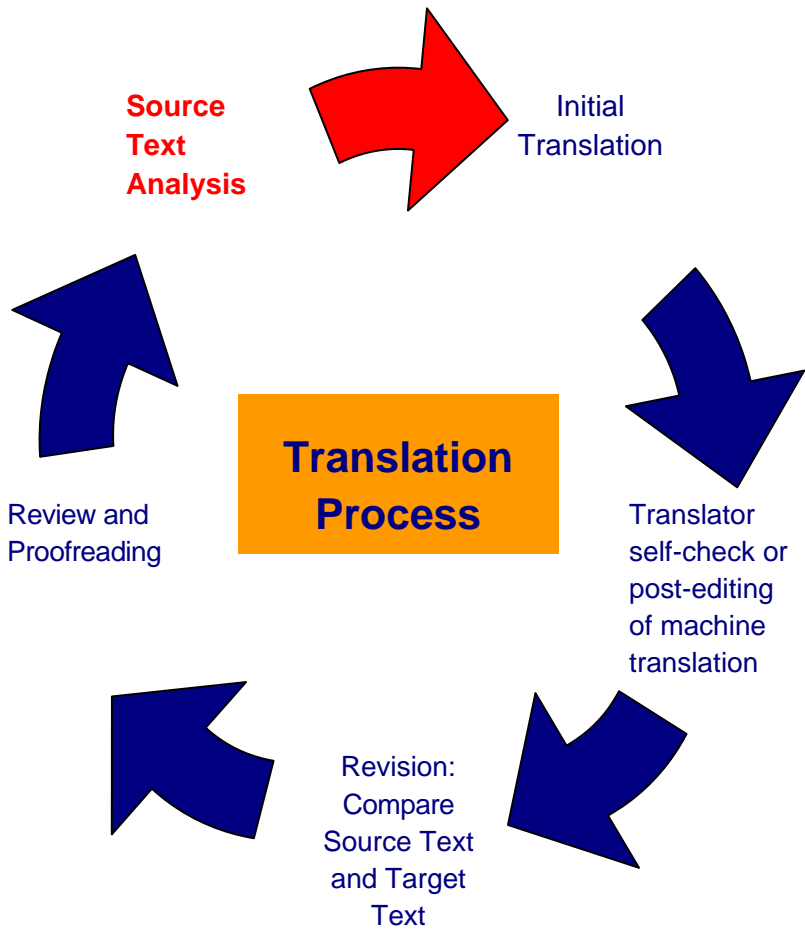 Source
Text
Analysis
Initial
Translation
Translation
Process
Translator
self-check or
post-editing
of machine
translation
Revision:
Compare
Source Text
and Target
Text
Review and
Proofreading